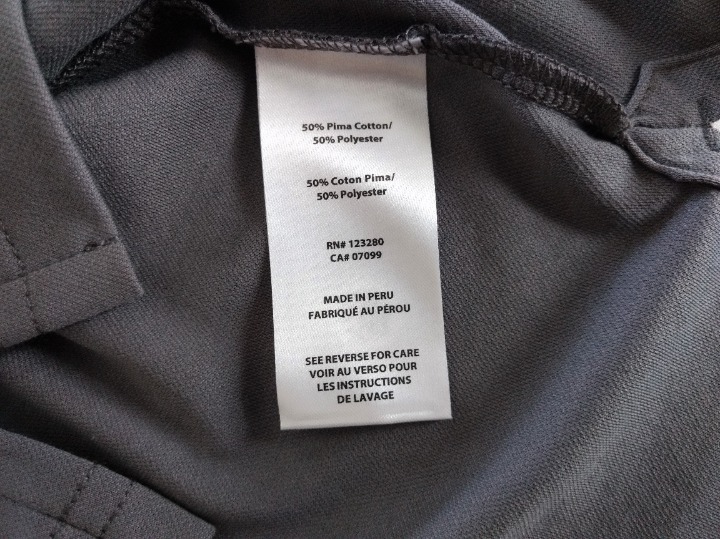 50% Pima Cotton/
50% Polyester
50% Coton Pima/
50% Polyester
RN# 123280
CA# 07099
MADE IN PERU
FABRIQUÉ AU PÉROU
SEE REVERSE FOR CARE
VOIR AU VERSO POUR
LES INSTRUCTIONS
DE LAVAGE